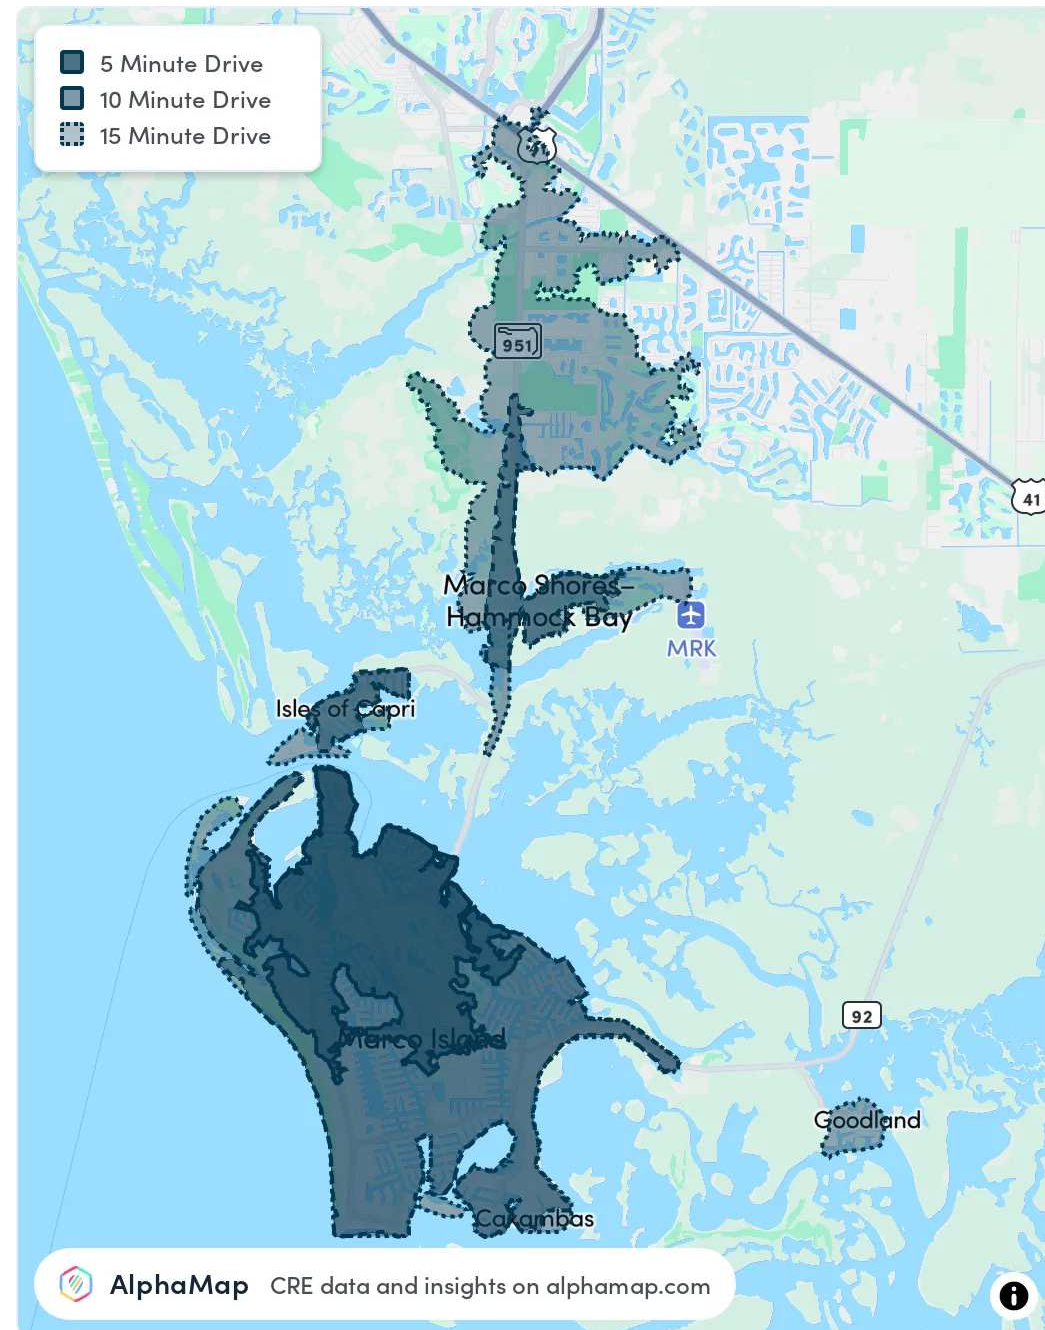 5 Minute Drive
10 Minute Drive
15 Minute Drive
41
951
41
Marco Shores-
Hammock Bay
MRK
Isles of Capri
92
Marco Island
Goodland
Caxambas
AlphaMap CRE data and insights on alphamap.com